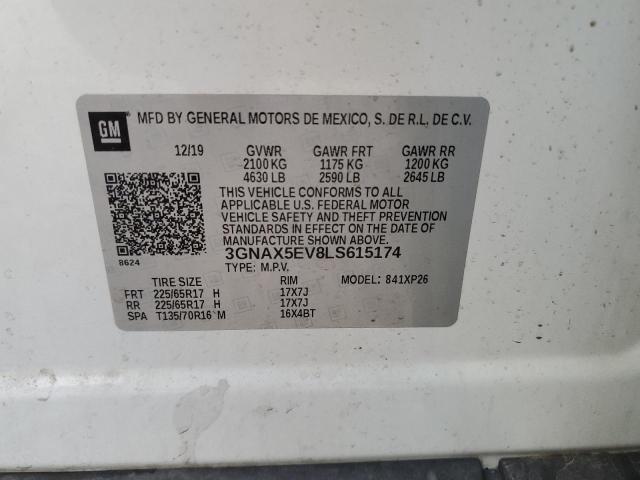 GM
MFD BY GENERAL MOTORS DE MEXICO, S. DE R.L. DE C.V.
12/19 GVWR GAWR FRT GAWR RR
2100 KG 1175 KG 1200 KG
4630 LB 2590 LB 2645 LB
THIS VEHICLE CONFORMS TO ALL
APPLICABLE U.S. FEDERAL MOTOR
VEHICLE SAFETY AND THEFT PREVENTION
STANDARDS IN EFFECT ON THE DATE OF
MANUFACTURE SHOWN ABOVE.
8624 3GNAX5EV8LS615174
TYPE: M.P.V.
TIRE SIZE RIM MODEL: 841XP26
FRT 225/65R17 H 17X7J
RR 225/65R17 H 17X7J
SPA T135/70R16 M 16X4BT